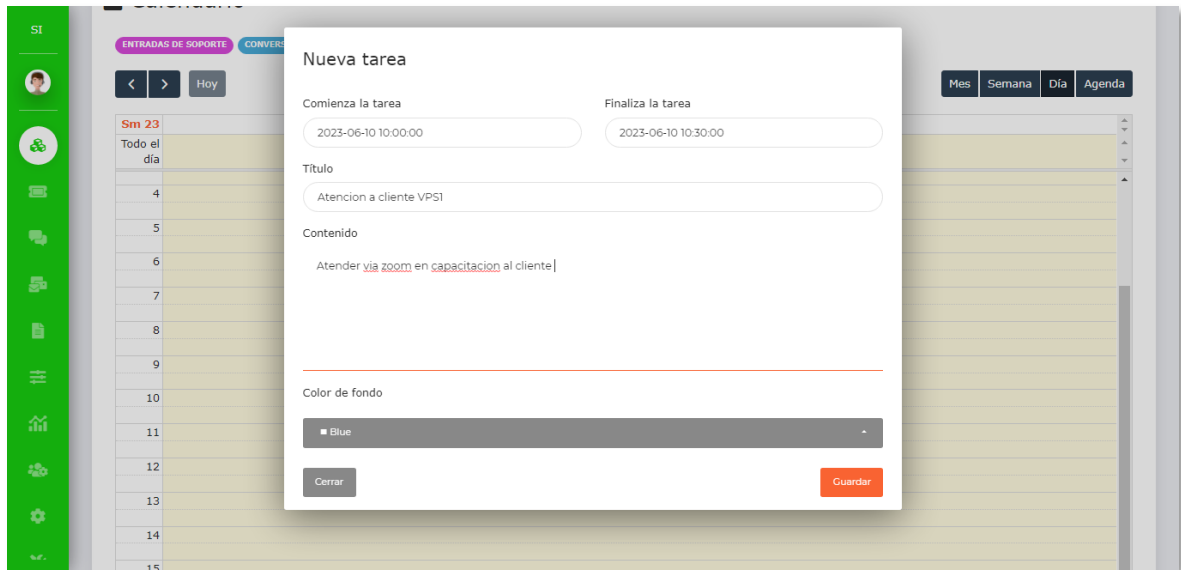 SI
ENTRADAS DE SOPORTE
Hoy
Mes Semana Día Agenda
Sm 23
Todo el
día
4
5
6
7
8
9
10
11
12
13
14
15
Nueva tarea
Comienza la tarea Finaliza la tarea
2023-06-10 10:00:00 2023-06-10 10:30:00
Título
Atencion a cliente VPS1
Contenido
Atender via zoom en capacitacion al cliente
Color de fondo
Blue
Cerrar Guardar